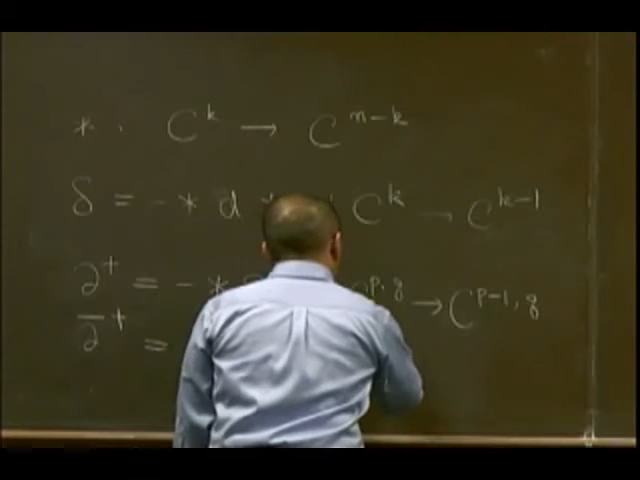 * . C^k → C^{n-k}
δ = - * d * C^k → C^{k-1}
∂^+ = - * C^{p,q} → C^{p-1,q}
∂̄^+ =